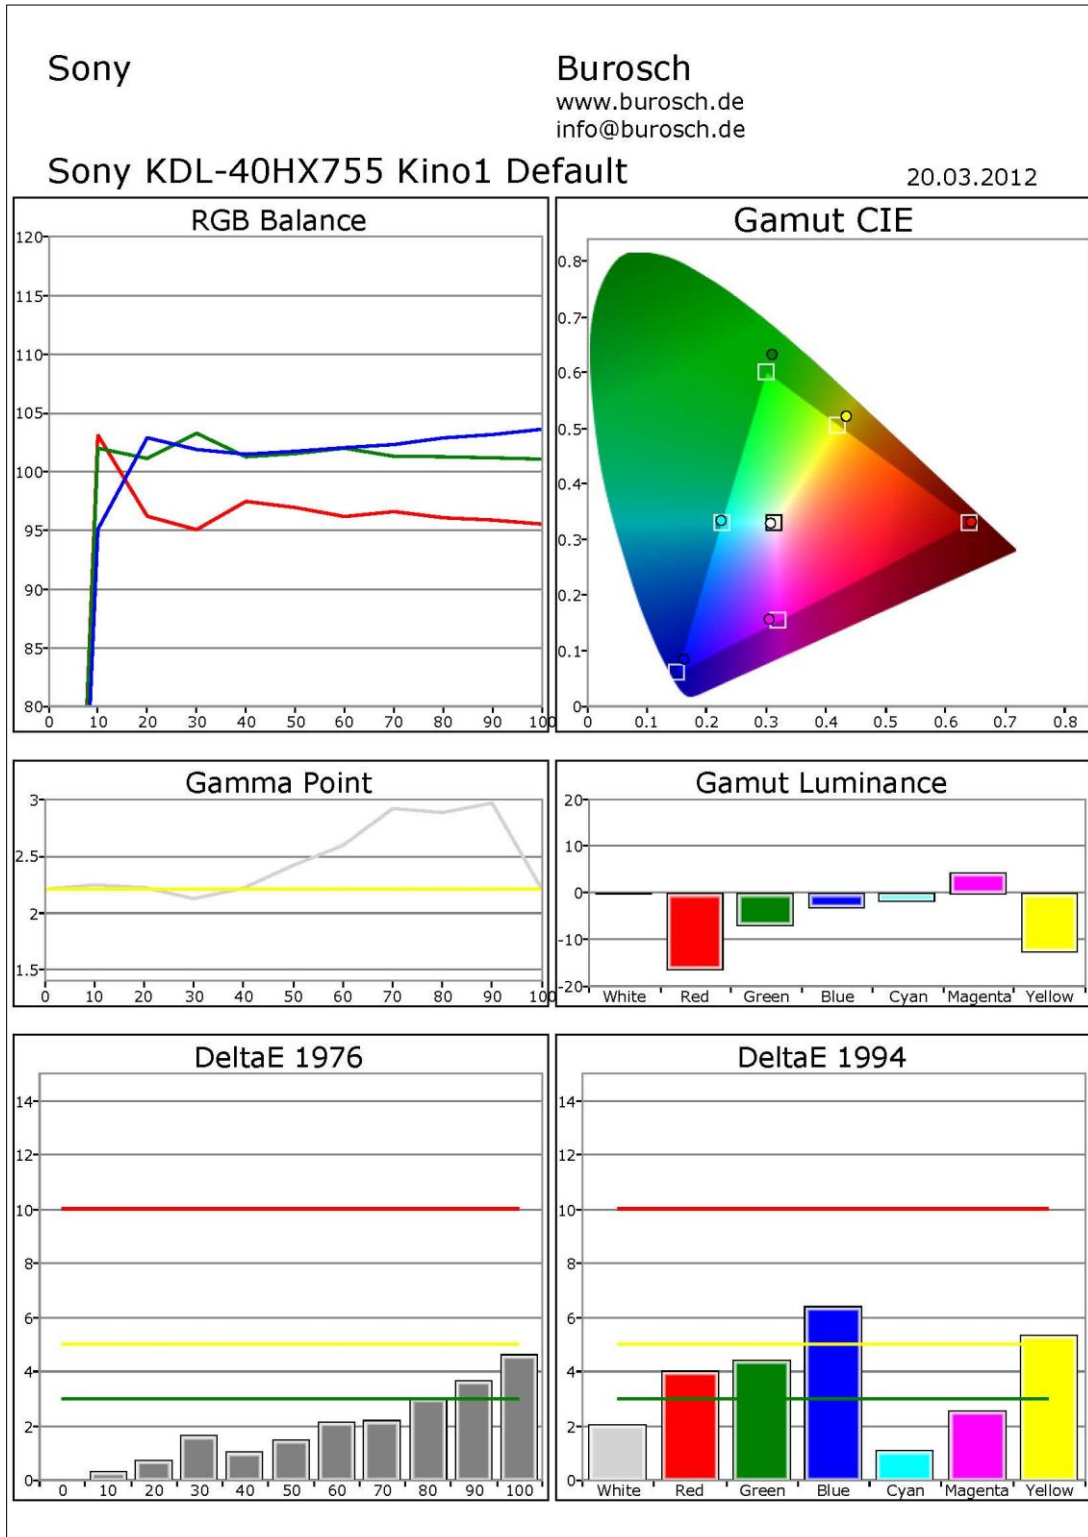 Sony
Burosch
www.burosch.de
info@burosch.de
Sony KDL-40HX755 Kino1 Default
20.03.2012
RGB Balance
120
115
110
105
100
95
90
85
80
0 10 20 30 40 50 60 70 80 90 100
Gamut CIE
0.8
0.7
0.6
0.5
0.4
0.3
0.2
0.1
0
0 0.1 0.2 0.3 0.4 0.5 0.6 0.7 0.8
Gamma Point
3
2.5
2
1.5
0 10 20 30 40 50 60 70 80 90 100
Gamut Luminance
20
10
0
-10
-20
White Red Green Blue Cyan Magenta Yellow
DeltaE 1976
14
12
10
8
6
4
2
0
0 10 20 30 40 50 60 70 80 90 100
DeltaE 1994
14
12
10
8
6
4
2
0
White Red Green Blue Cyan Magenta Yellow